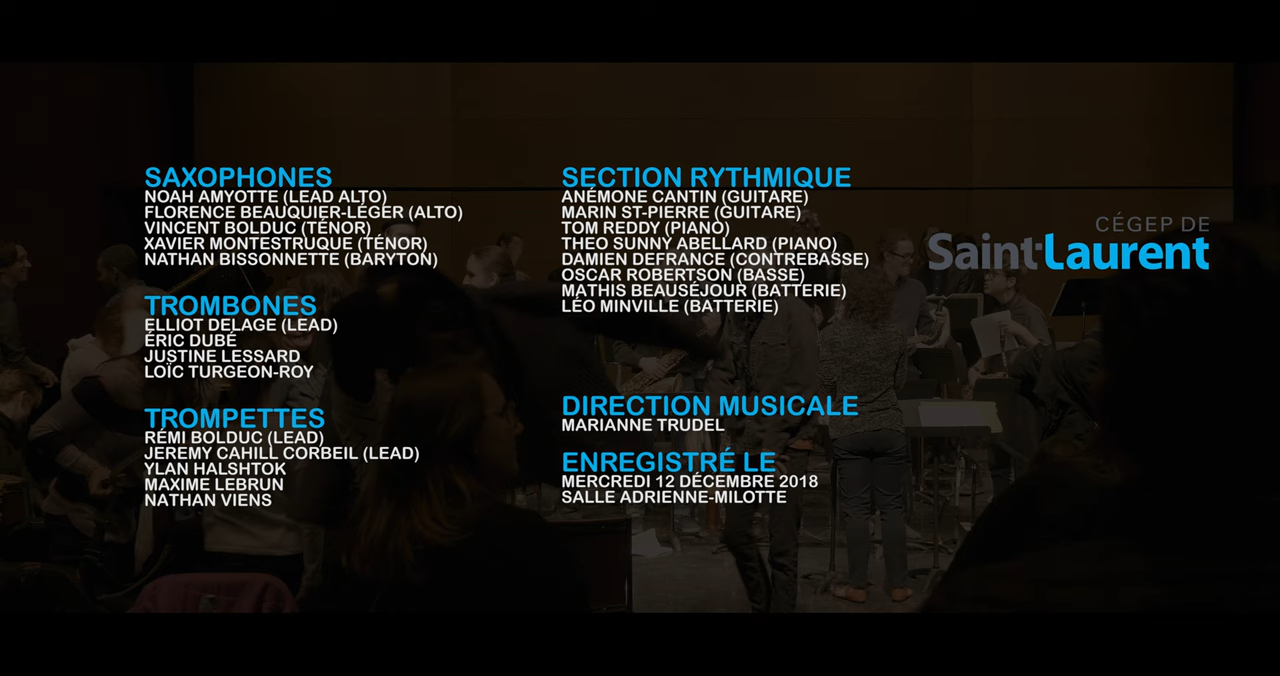 SAXOPHONES
NOAH AMYOTTE (LEAD ALTO)
FLORENCE BEAUQUIER-LÉGER (ALTO)
VINCENT BOLDUC (TÉNOR)
XAVIER MONTESTRUQUE (TÉNOR)
NATHAN BISSONNETTE (BARYTON)
TROMBONES
ELLIOT DELAGE (LEAD)
ÉRIC DUBÉ
JUSTINE LESSARD
LOÏC TURGEON-ROY
TROMPETTES
RÉMI BOLDUC (LEAD)
JEREMY CAHILL CORBEIL (LEAD)
YLAN HALSHTOK
MAXIME LEBRUN
NATHAN VIENS
SECTION RYTHMIQUE
ANÉMONE CANTIN (GUITARE)
MARIN ST-PIERRE (GUITARE)
TOM REDDY (PIANO)
THEO SUNNY ABELLARD (PIANO)
DAMIEN DEFRANCE (CONTREBASSE)
OSCAR ROBERTSON (BASSE)
MATHIS BEAUSÉJOUR (BATTERIE)
LÉO MINVILLE (BATTERIE)
DIRECTION MUSICALE
MARIANNE TRUDEL
ENREGISTRÉ LE
MERCREDI 12 DÉCEMBRE 2018
SALLE ADRIENNE-MILOTTE
CÉGEP DE
Saint-Laurent